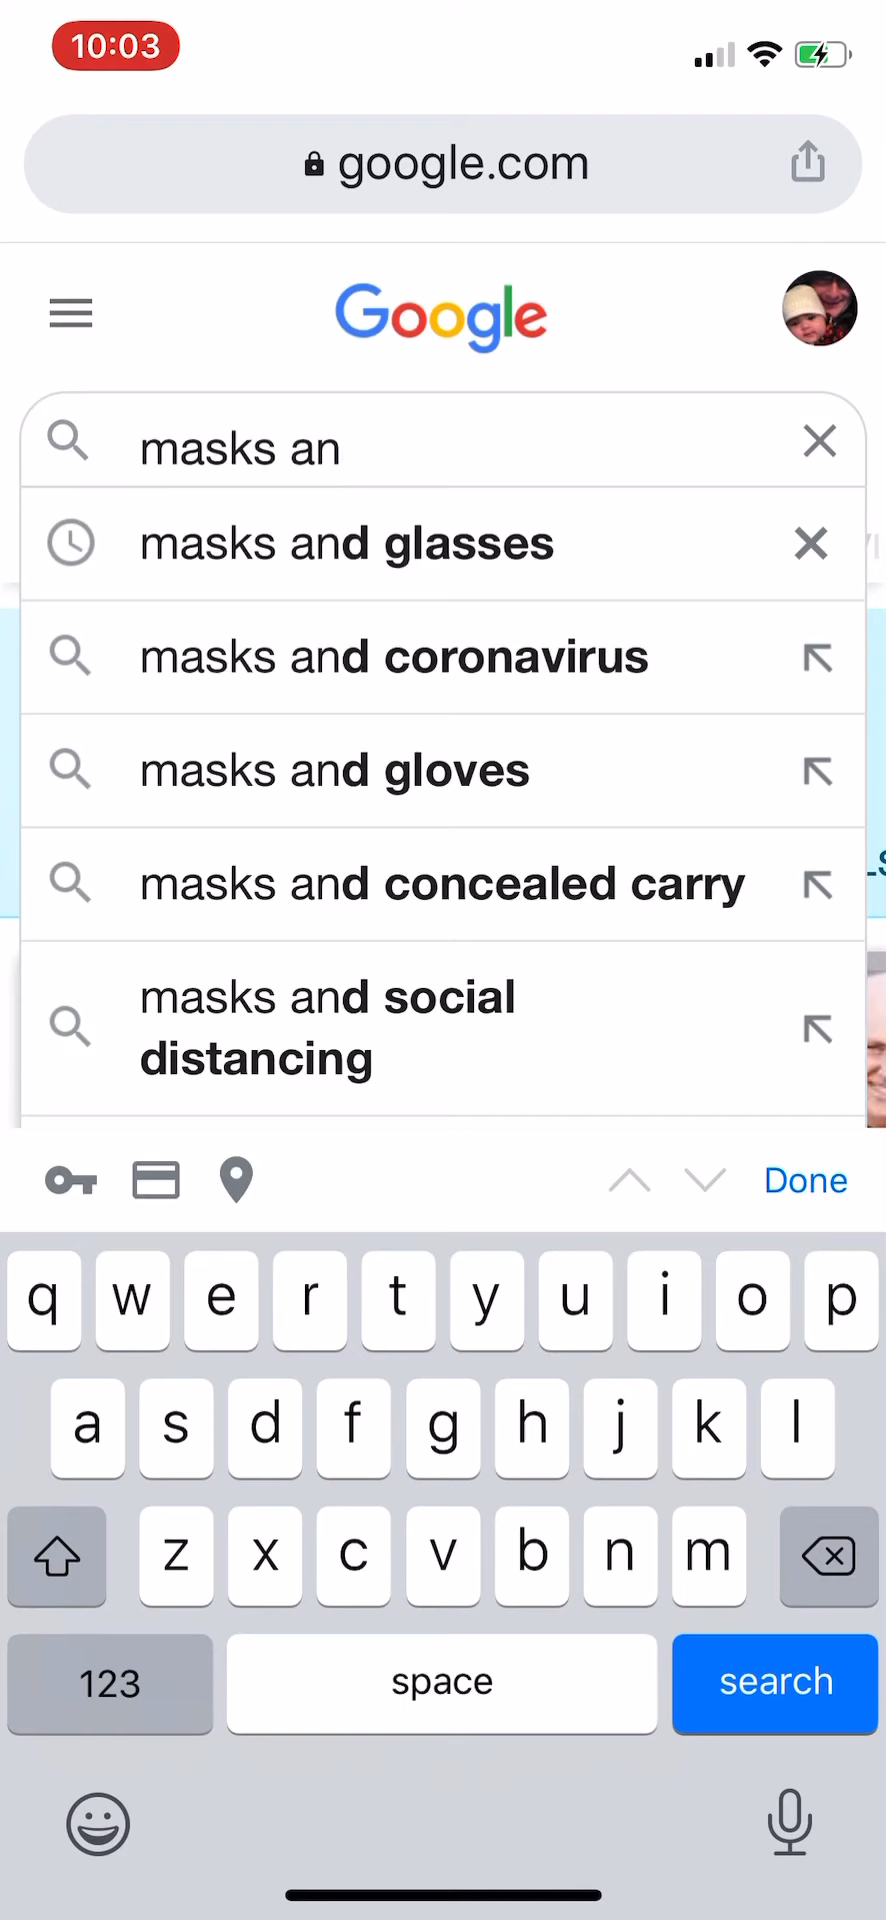 10:03
google.com
Google
masks an
masks and glasses
masks and coronavirus
masks and gloves
masks and concealed carry
masks and social
distancing
Done
q w e r t y u i o p
a s d f g h j k l
z x c v b n m
123 space search